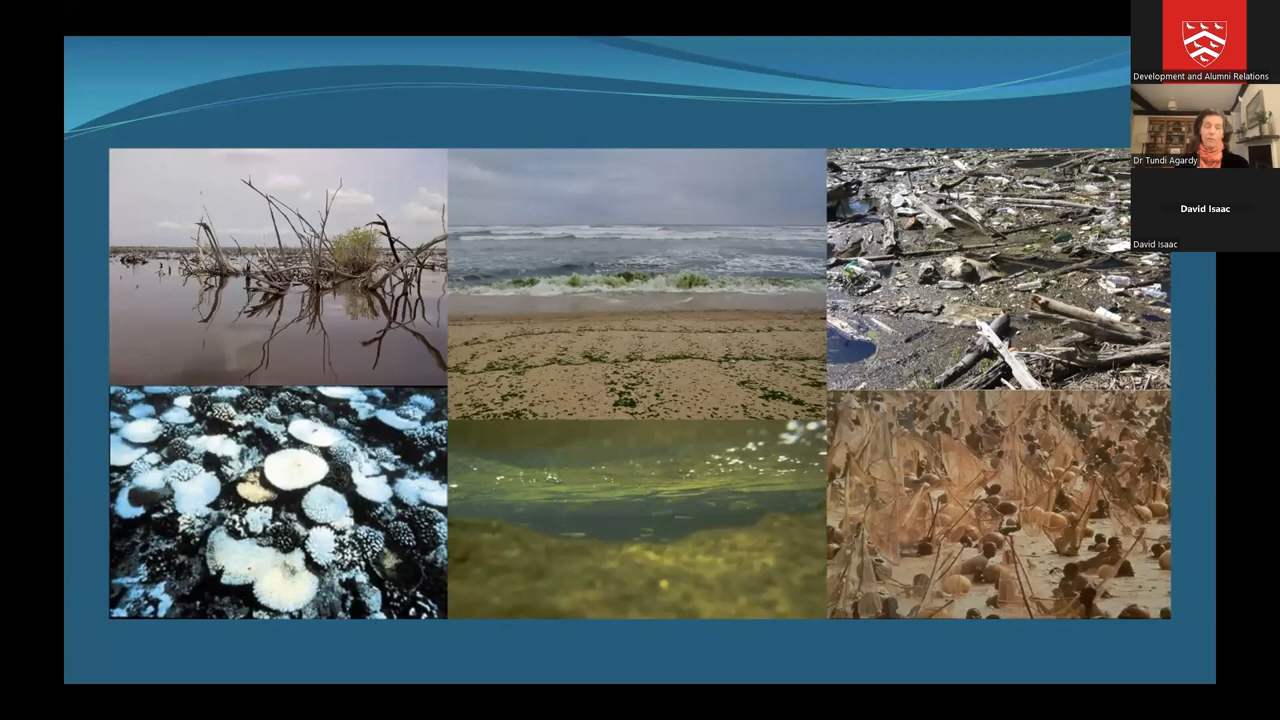 Development and Alumni Relations
Dr Tundi Agardy
David Isaac
David Isaac